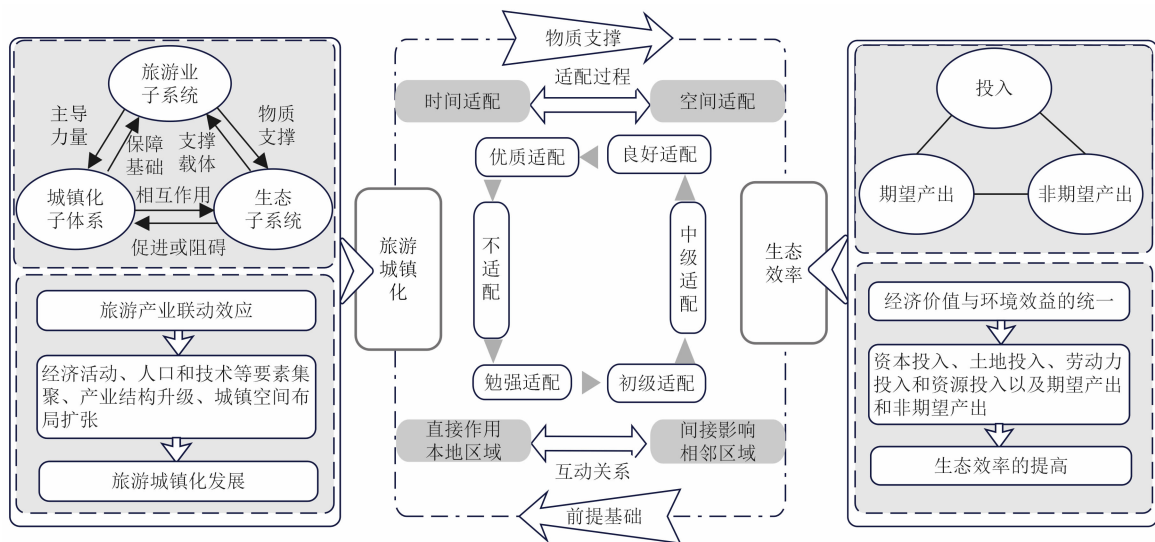 旅游业
子系统
主导
力量
保障
基础
支撑
载体
物质
支撑
城镇化
子体系
相互作用
生态
子系统
促进或阻碍
旅游产业联动效应
经济活动、人口和技术等要素集
聚、产业结构升级、城镇空间布
局扩张
旅游城镇化发展
旅游
城镇
化
物质支撑
适配过程
时间适配
空间适配
优质适配
良好适配
不适配
中级适配
勉强适配
初级适配
直接作用
本地区域
间接影响
相邻区域
互动关系
前提基础
生态
效率
投入
期望产出
非期望产出
经济价值与环境效益的统一
资本投入、土地投入、劳动力
投入和资源投入以及期望产出
和非期望产出
生态效率的提高